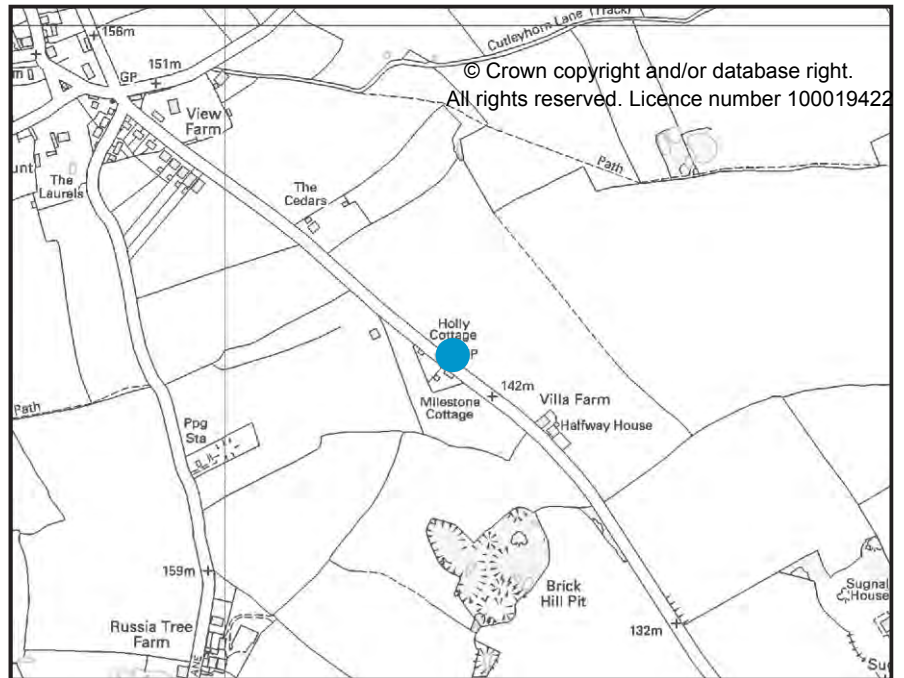 156m
151m
GP
View
Farm
The
Laurels
Cutleyhorn Lane (Track)
© Crown copyright and/or database right.
All rights reserved. Licence number 100019422
Path
The
Cedars
Holly
Cottage
P
Milestone
Cottage
142m
Villa Farm
Halfway House
Path
Ppg
Sta
159m
Russia Tree
Farm
Brick
Hill Pit
132m
Sugnal
House